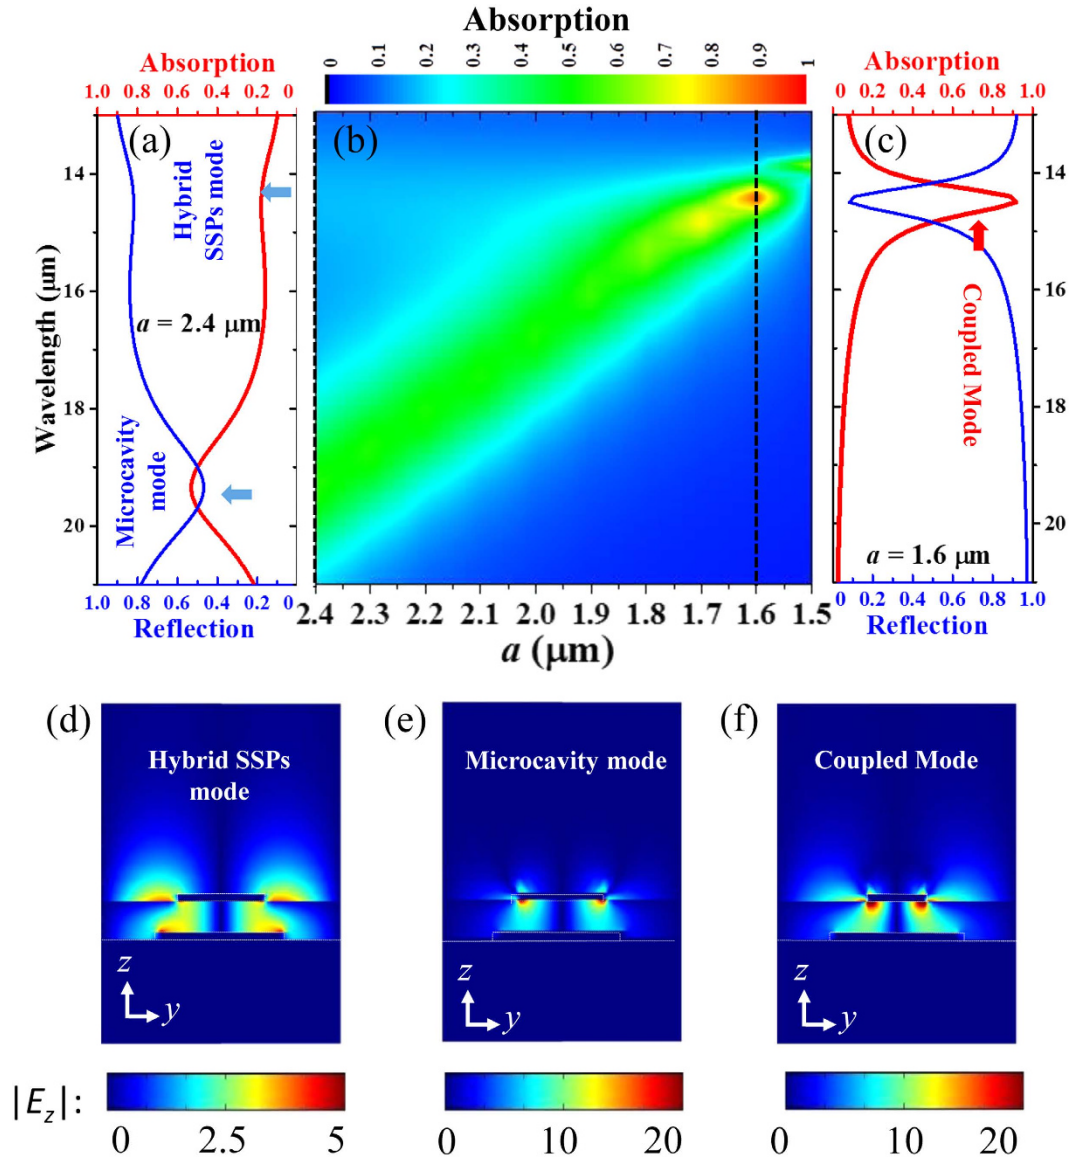 Absorption
0 0.1 0.2 0.3 0.4 0.5 0.6 0.7 0.8 0.9 1
Absorption
1.0 0.8 0.6 0.4 0.2 0
(a)
Hybrid
SSPs mode
a = 2.4 μm
Microcavity
mode
Wavelength (μm)
14
16
18
20
1.0 0.8 0.6 0.4 0.2 0
Reflection
(b)
2.4 2.3 2.2 2.1 2.0 1.9 1.8 1.7 1.6 1.5
a (μm)
Absorption
0 0.2 0.4 0.6 0.8 1.0
(c)
Coupled Mode
a = 1.6 μm
14
16
18
20
0 0.2 0.4 0.6 0.8 1.0
Reflection
(d)
Hybrid SSPs
mode
z
y
(e)
Microcavity mode
z
y
(f)
Coupled Mode
z
y
|Ez|:
0 2.5 5
0 10 20
0 10 20